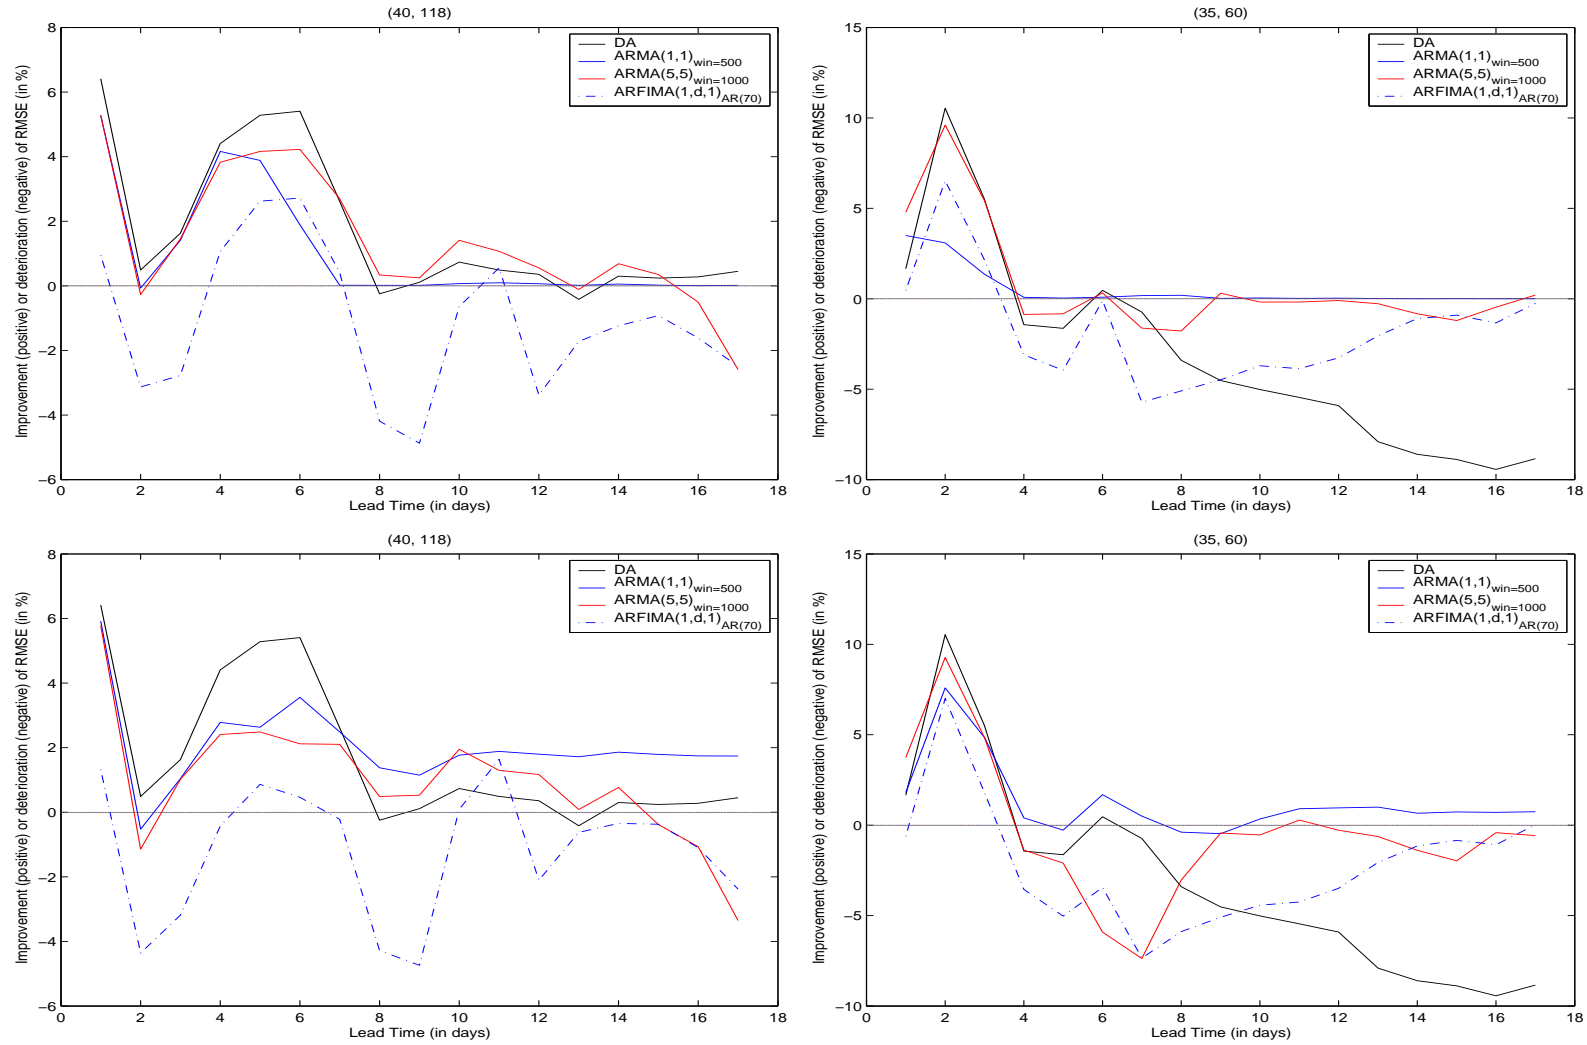 (40, 118)
Improvement (positive) or deterioration (negative) of RMSE (in %)
8
6
4
2
0
−2
−4
−6
DA
ARMA(1,1)win=500
ARMA(5,5)win=1000
ARFIMA(1,d,1)AR(70)
0 2 4 6 8 10 12 14 16 18
Lead Time (in days)
(35, 60)
Improvement (positive) or deterioration (negative) of RMSE (in %)
15
10
5
0
−5
−10
DA
ARMA(1,1)win=500
ARMA(5,5)win=1000
ARFIMA(1,d,1)AR(70)
0 2 4 6 8 10 12 14 16 18
Lead Time (in days)
(40, 118)
Improvement (positive) or deterioration (negative) of RMSE (in %)
8
6
4
2
0
−2
−4
−6
DA
ARMA(1,1)win=500
ARMA(5,5)win=1000
ARFIMA(1,d,1)AR(70)
0 2 4 6 8 10 12 14 16 18
Lead Time (in days)
(35, 60)
Improvement (positive) or deterioration (negative) of RMSE (in %)
15
10
5
0
−5
−10
DA
ARMA(1,1)win=500
ARMA(5,5)win=1000
ARFIMA(1,d,1)AR(70)
0 2 4 6 8 10 12 14 16 18
Lead Time (in days)